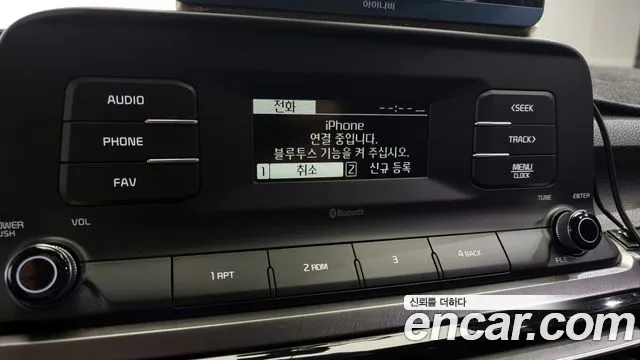 아이나비
AUDIO
PHONE
FAV
전화
--:--
iPhone
연결 중입니다.
블루투스 기능을 켜 주십시오.
1 취소 2 신규 등록
<SEEK
TRACK>
MENU
CLOCK
Bluetooth
POWER
PUSH
VOL
TUNE
ENTER
FILE
1 RPT
2 RDM
3
4 BACK
신뢰를 더하다
encar.com